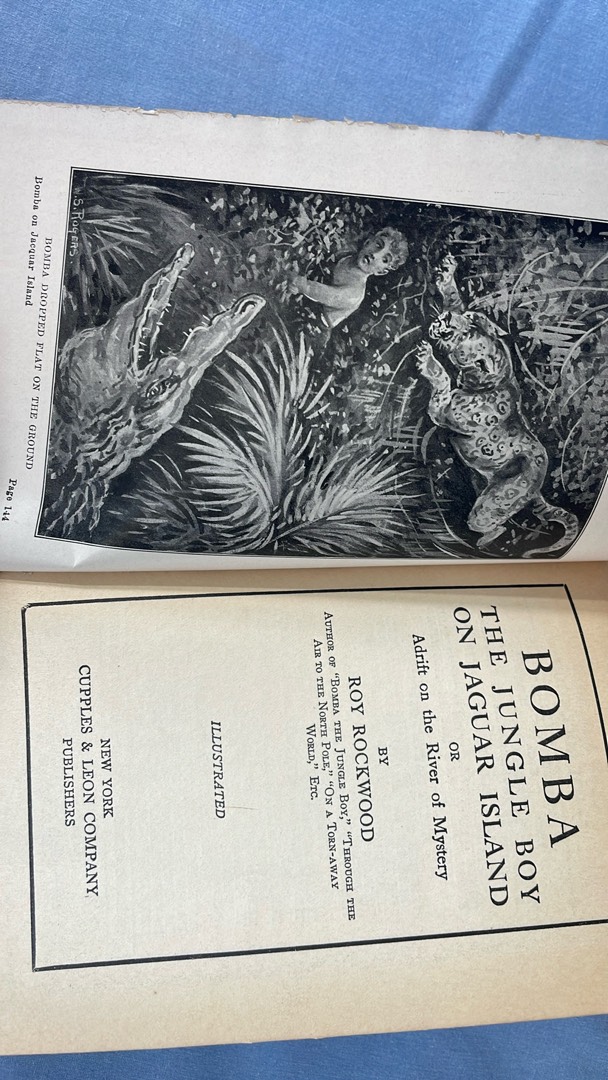 W.S. ROGERS.
BOMBA DROPPED FLAT ON THE GROUND
Bomba on Jacquar Island
Page 144
BOMBA
THE JUNGLE BOY
ON JAGUAR ISLAND
OR
Adrift on the River of Mystery
BY
ROY ROCKWOOD
AUTHOR OF "BOMBA THE JUNGLE BOY," "THROUGH THE
AIR TO THE NORTH POLE," "ON A TORN-AWAY
WORLD," ETC.
ILLUSTRATED
NEW YORK
CUPPLES & LEON COMPANY,
PUBLISHERS